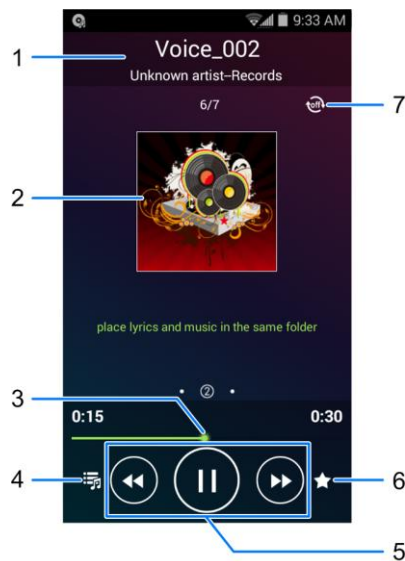 9:33 AM
1
Voice_002
Unknown artist–Records
6/7
off
7
2
place lyrics and music in the same folder
2
3
0:15
0:30
4
6
5